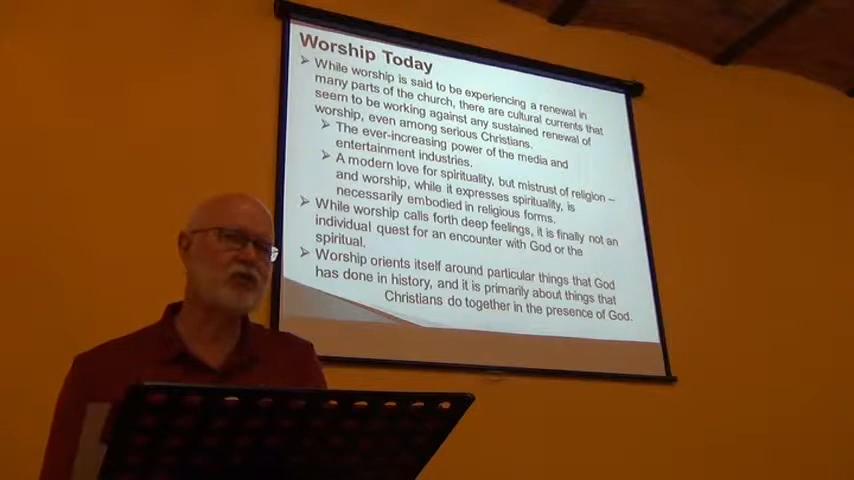 Worship Today
➢ While worship is said to be experiencing a renewal in
many parts of the church, there are cultural currents that
seem to be working against any sustained renewal of
worship, even among serious Christians.
➢ The ever-increasing power of the media and
entertainment industries.
➢ A modern love for spirituality, but mistrust of religion –
and worship, while it expresses spirituality, is
necessarily embodied in religious forms.
➢ While worship calls forth deep feelings, it is finally not an
individual quest for an encounter with God or the
spiritual.
➢ Worship orients itself around particular things that God
has done in history, and it is primarily about things that
Christians do together in the presence of God.